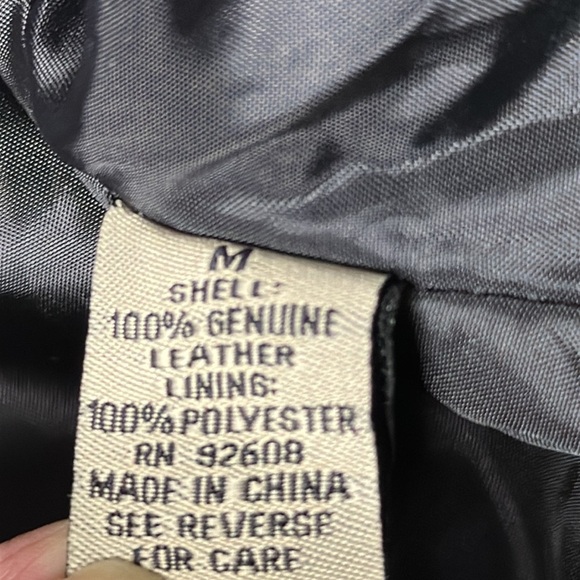 M
SHELL:
100% GENUINE
LEATHER
LINING:
100% POLYESTER
RN 92608
MADE IN CHINA
SEE REVERSE
FOR CARE